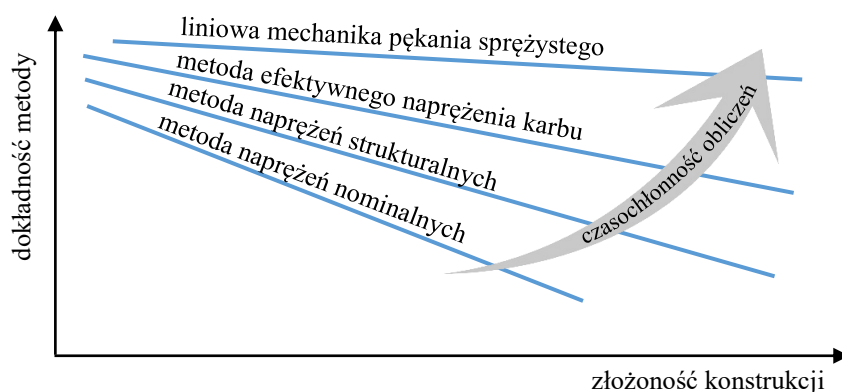 liniowa mechanika pękania sprężystego
metoda efektywnego naprężenia karbu
metoda naprężeń strukturalnych
metoda naprężeń nominalnych
czasochłonność obliczeń
dokładność metody
złożoność konstrukcji